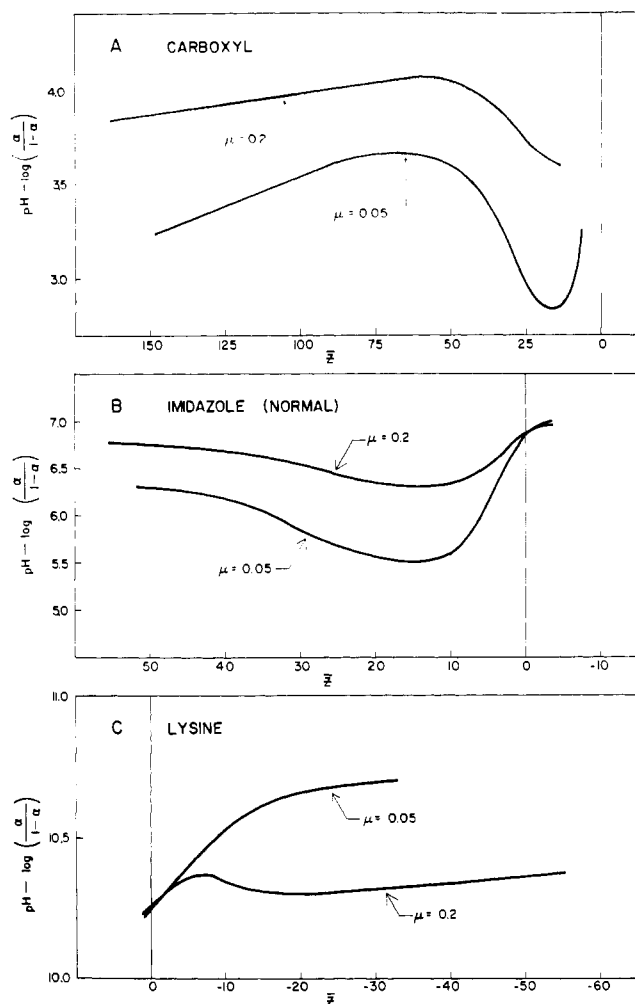 A CARBOXYL
pH − log (α / 1−α)
4.0
3.5
3.0
μ = 0.2
μ = 0.05
150 125 100 75 50 25 0
Z̄
B IMIDAZOLE (NORMAL)
pH − log (α / 1−α)
7.0
6.5
6.0
5.5
5.0
μ = 0.2
μ = 0.05
50 40 30 20 10 0 -10
Z̄
C LYSINE
pH − log (α / 1−α)
11.0
10.5
10.0
μ = 0.05
μ = 0.2
0 -10 -20 -30 -40 -50 -60
Z̄